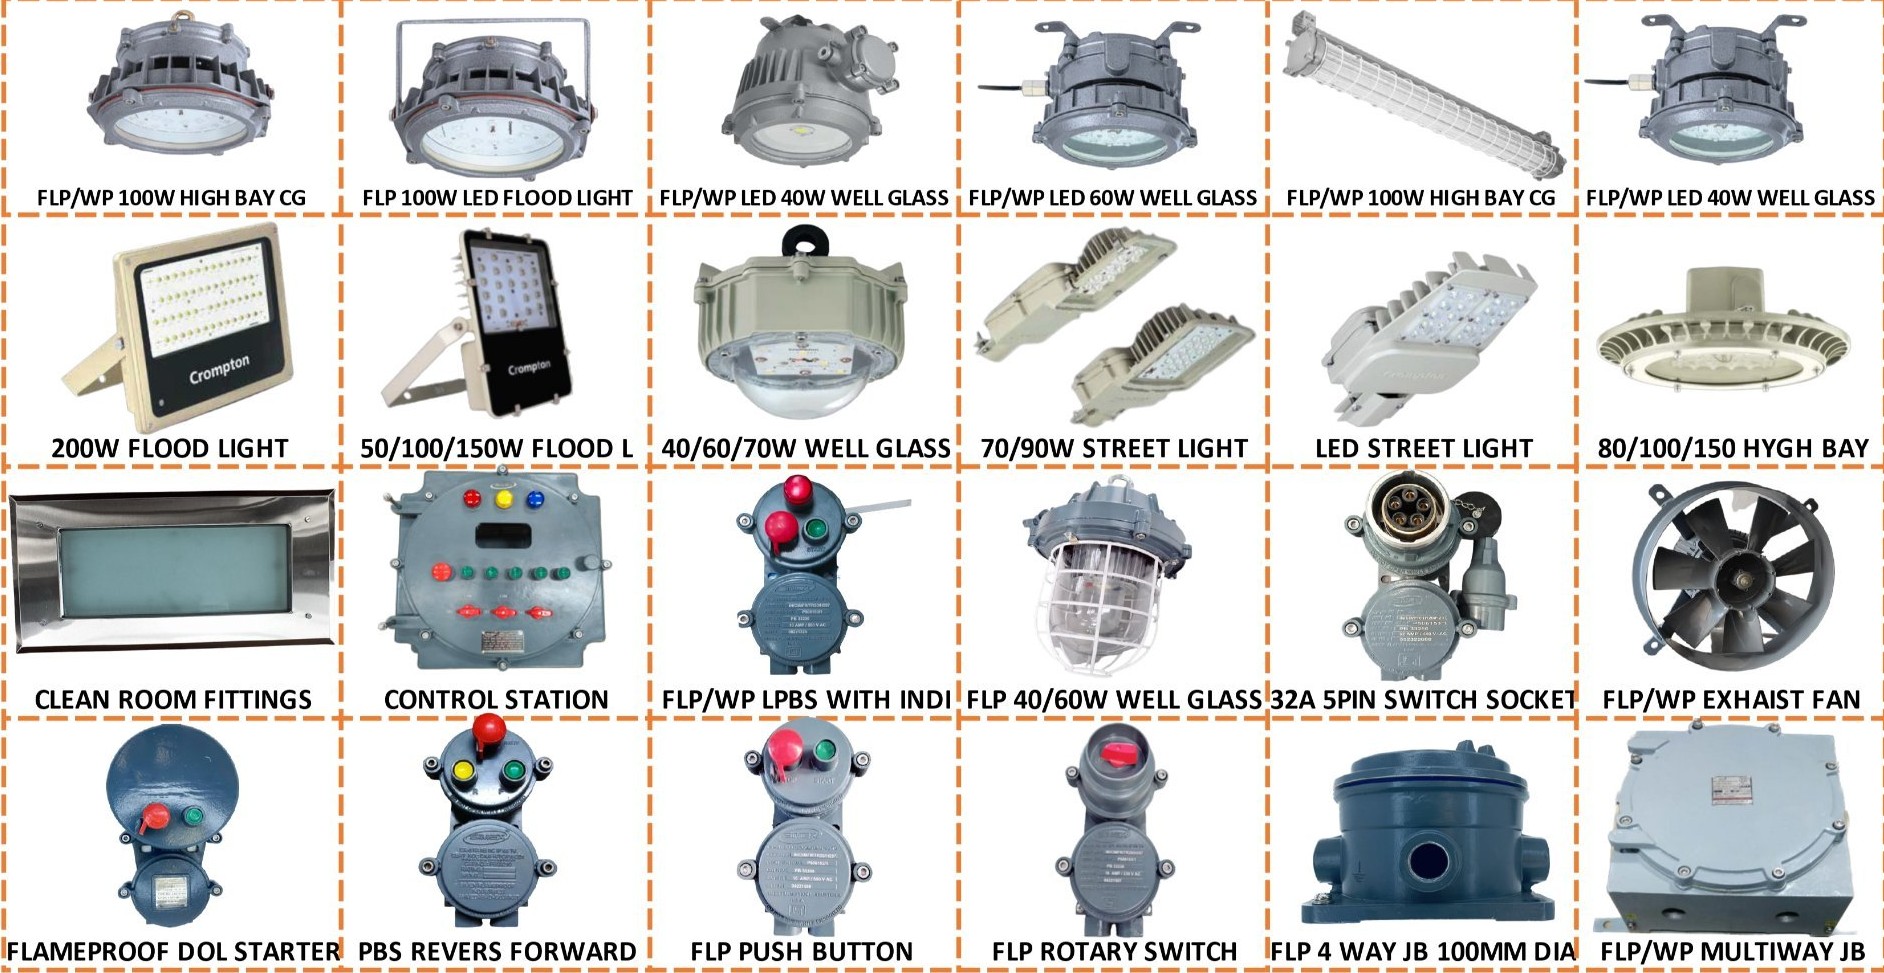 FLP/WP 100W HIGH BAY CG
FLP 100W LED FLOOD LIGHT
FLP/WP LED 40W WELL GLASS
FLP/WP LED 60W WELL GLASS
FLP/WP 100W HIGH BAY CG
FLP/WP LED 40W WELL GLASS
Crompton
Crompton
200W FLOOD LIGHT
50/100/150W FLOOD L
40/60/70W WELL GLASS
70/90W STREET LIGHT
LED STREET LIGHT
80/100/150 HYGH BAY
CLEAN ROOM FITTINGS
CONTROL STATION
FLP/WP LPBS WITH INDI
FLP 40/60W WELL GLASS
32A 5PIN SWITCH SOCKET
FLP/WP EXHAIST FAN
FLAMEPROOF DOL STARTER
PBS REVERS FORWARD
FLP PUSH BUTTON
FLP ROTARY SWITCH
FLP 4 WAY JB 100MM DIA
FLP/WP MULTIWAY JB